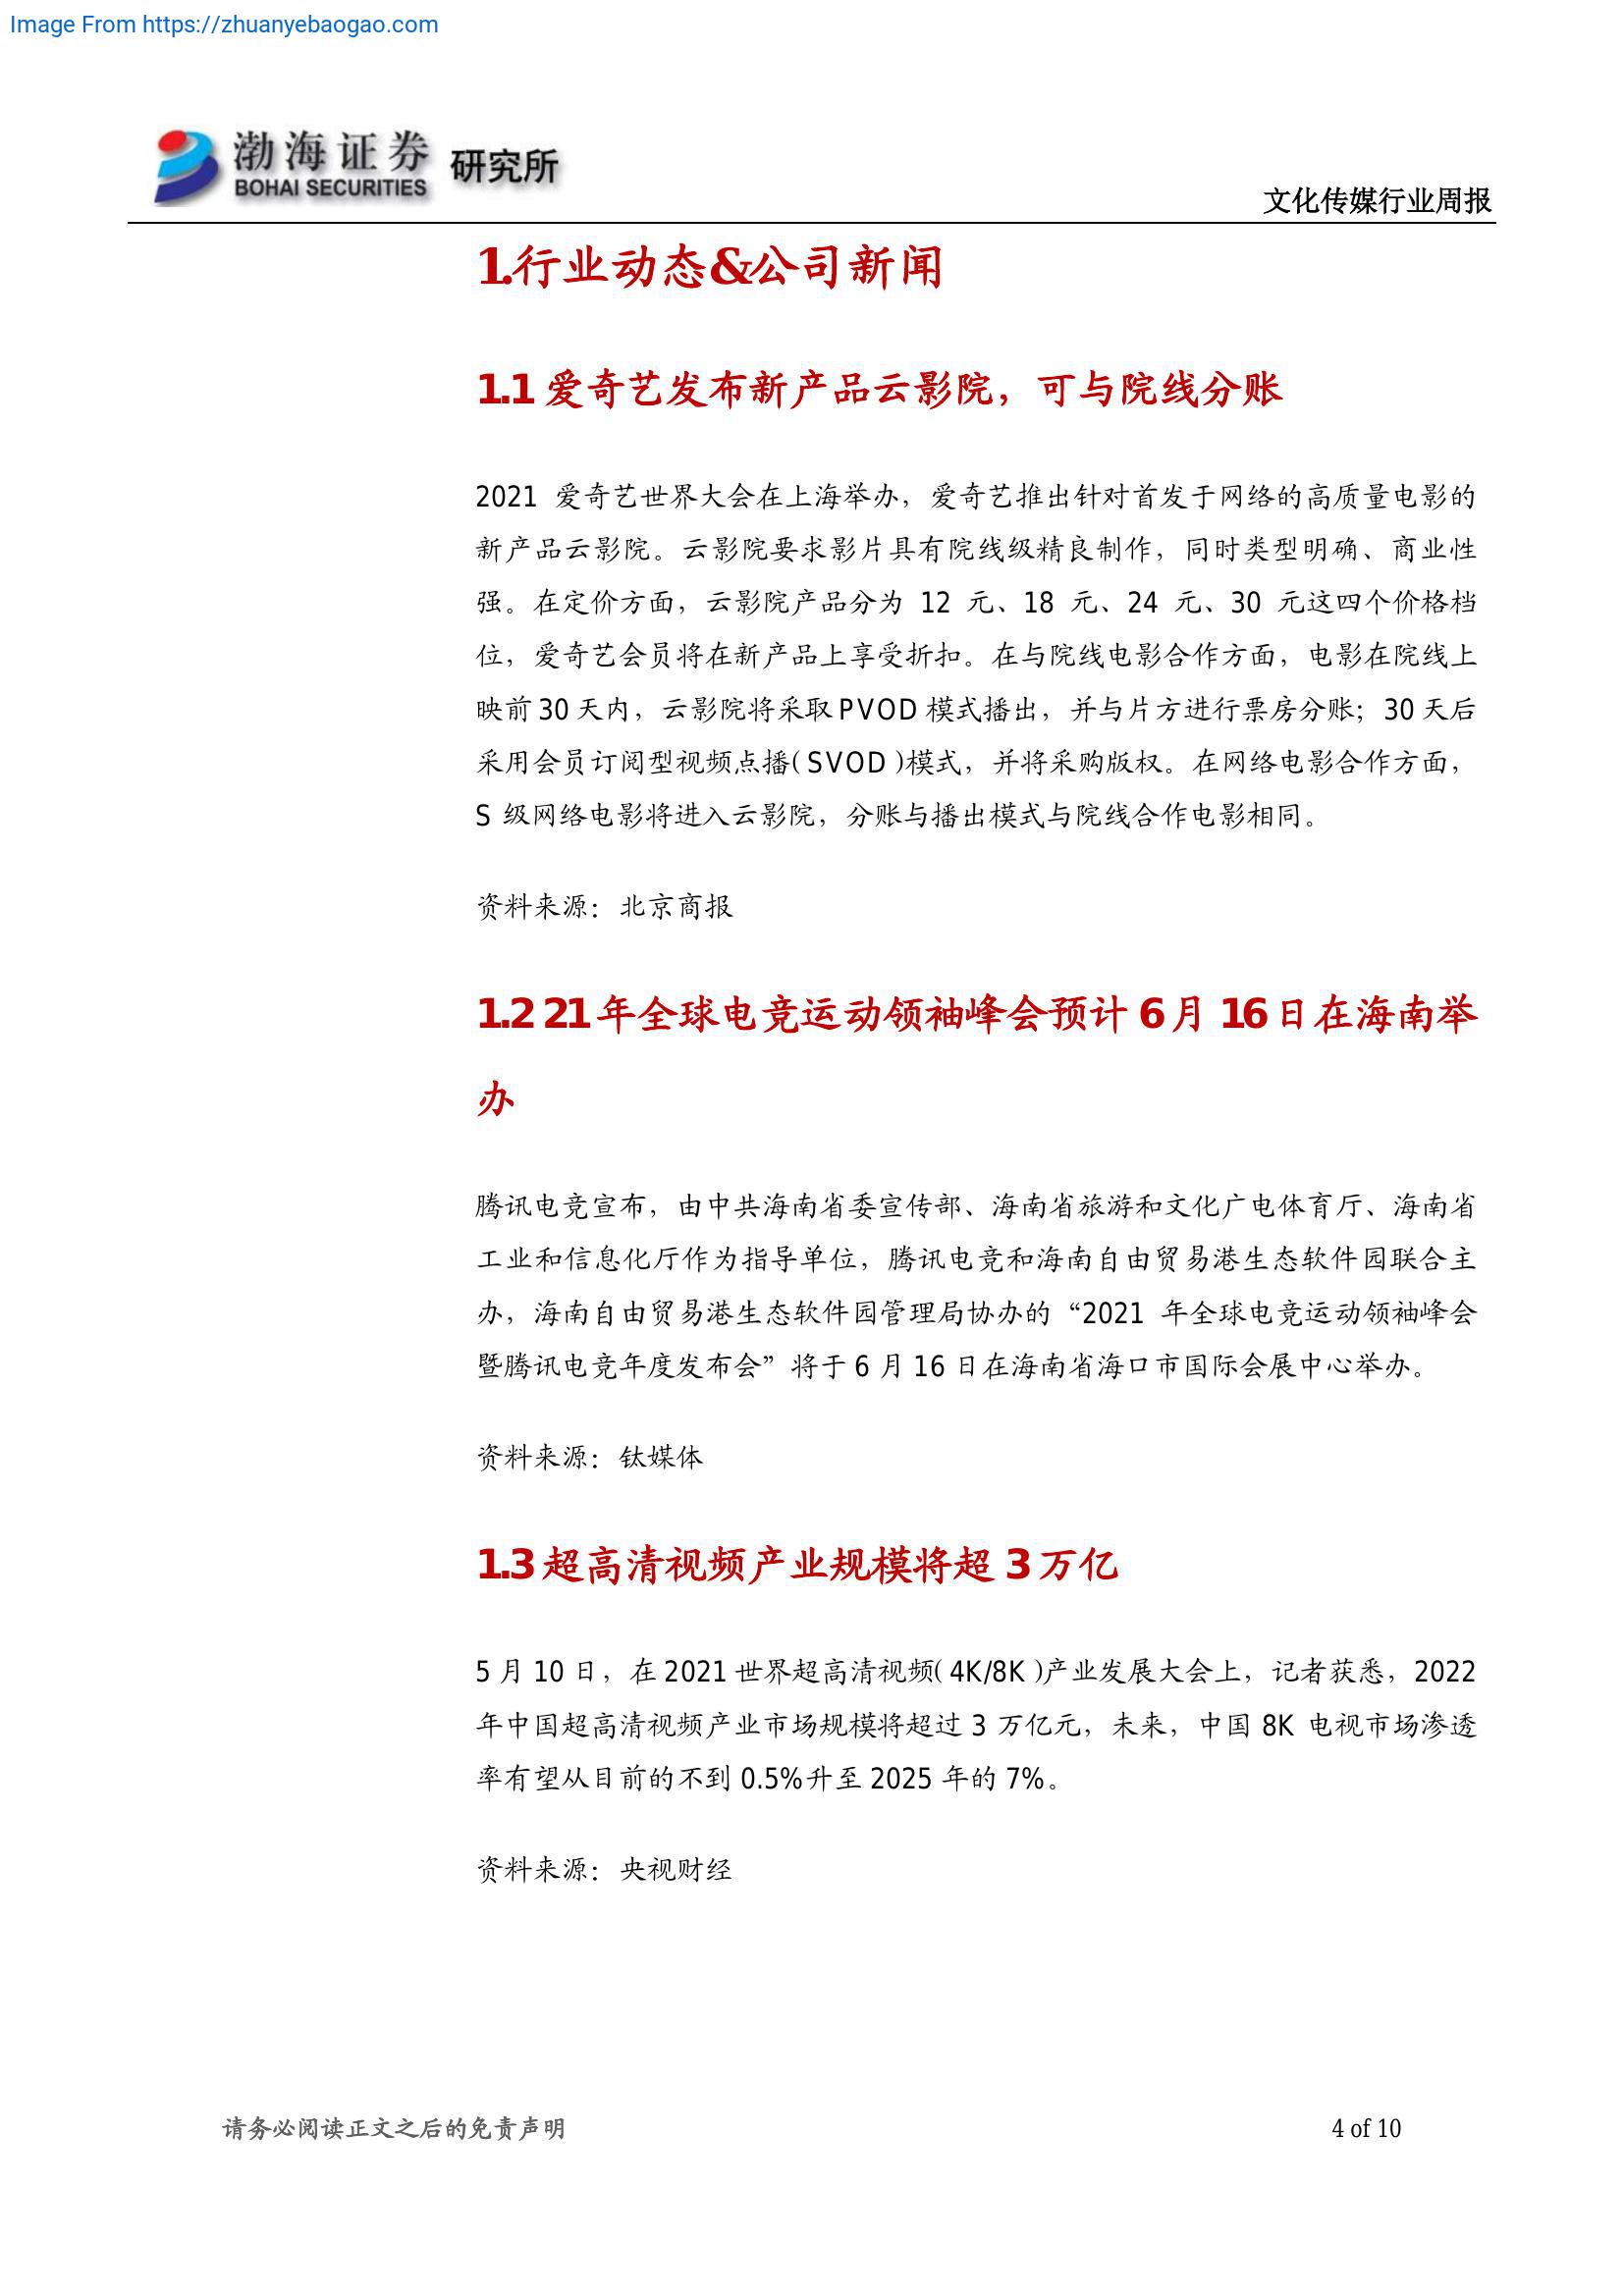 Image From https://zhuanyebaogao.com
渤海证券 研究所
BOHAI SECURITIES
文化传媒行业周报
1.行业动态&公司新闻
1.1 爱奇艺发布新产品云影院，可与院线分账
2021 爱奇艺世界大会在上海举办，爱奇艺推出针对首发于网络的高质量电影的
新产品云影院。云影院要求影片具有院线级精良制作，同时类型明确、商业性
强。在定价方面，云影院产品分为 12 元、18 元、24 元、30 元这四个价格档
位，爱奇艺会员将在新产品上享受折扣。在与院线电影合作方面，电影在院线上
映前 30 天内，云影院将采取 PVOD 模式播出，并与片方进行票房分账；30 天后
采用会员订阅型视频点播(SVOD)模式，并将采购版权。在网络电影合作方面，
S 级网络电影将进入云影院，分账与播出模式与院线合作电影相同。
资料来源：北京商报
1.2 21 年全球电竞运动领袖峰会预计 6 月 16 日在海南举
办
腾讯电竞宣布，由中共海南省委宣传部、海南省旅游和文化广电体育厅、海南省
工业和信息化厅作为指导单位，腾讯电竞和海南自由贸易港生态软件园联合主
办，海南自由贸易港生态软件园管理局协办的“2021 年全球电竞运动领袖峰会
暨腾讯电竞年度发布会”将于 6 月 16 日在海南省海口市国际会展中心举办。
资料来源：钛媒体
1.3 超高清视频产业规模将超 3 万亿
5 月 10 日，在 2021 世界超高清视频(4K/8K)产业发展大会上，记者获悉，2022
年中国超高清视频产业市场规模将超过 3 万亿元，未来，中国 8K 电视市场渗透
率有望从目前的不到 0.5%升至 2025 年的 7%。
资料来源：央视财经
请务必阅读正文之后的免责声明
4 of 10